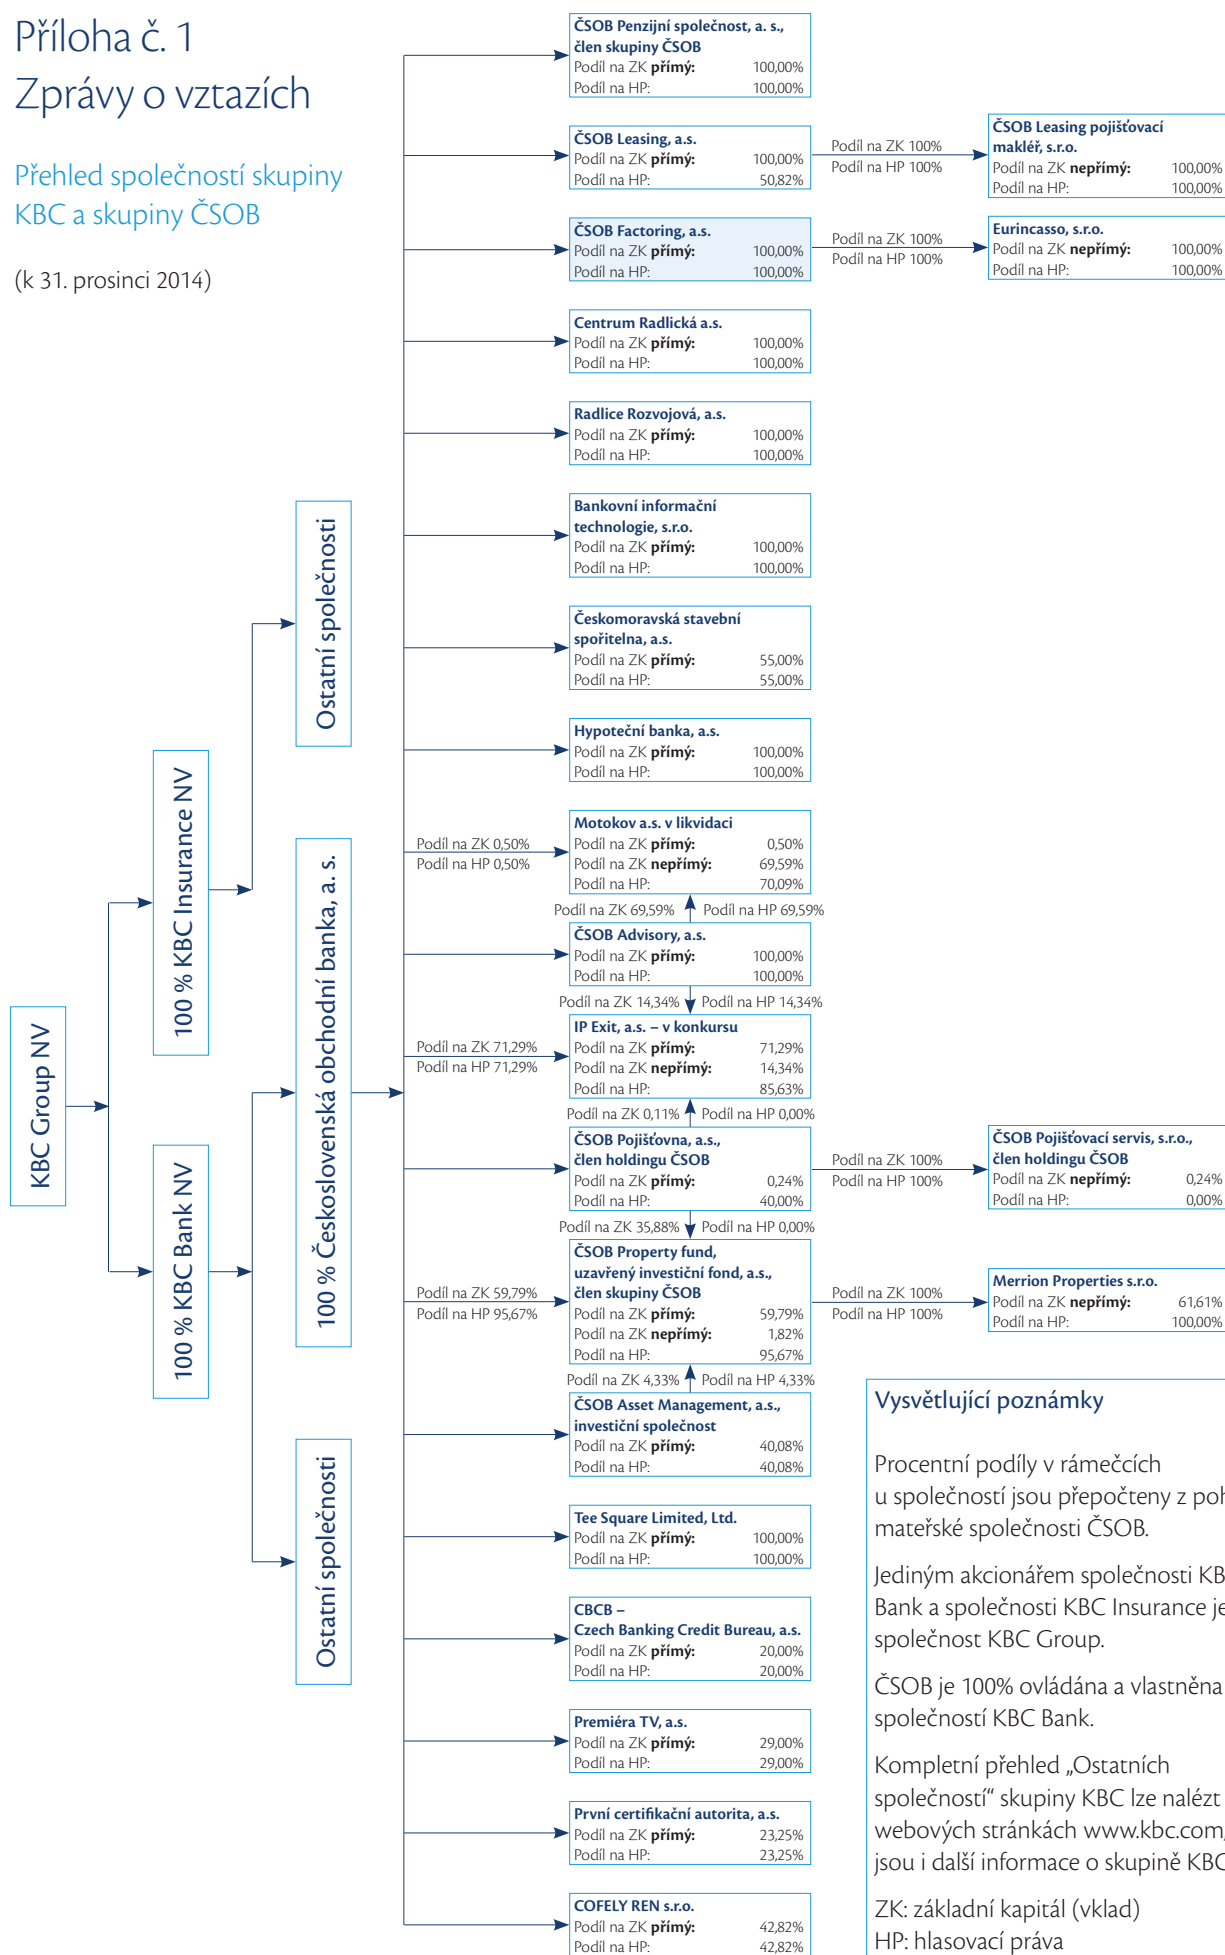 Příloha č. 1
Zprávy o vztazích
Přehled společností skupiny
KBC a skupiny ČSOB
(k 31. prosinci 2014)
KBC Group NV
100 % KBC Insurance NV
100 % KBC Bank NV
Ostatní společnosti
100 % Československá obchodní banka, a. s.
Ostatní společnosti
ČSOB Penzijní společnost, a. s.,
člen skupiny ČSOB
Podíl na ZK přímý: 100,00%
Podíl na HP: 100,00%
ČSOB Leasing, a.s.
Podíl na ZK přímý: 100,00%
Podíl na HP: 50,82%
Podíl na ZK 100%
Podíl na HP 100%
ČSOB Leasing pojišťovací
makléř, s.r.o.
Podíl na ZK nepřímý: 100,00%
Podíl na HP: 100,00%
ČSOB Factoring, a.s.
Podíl na ZK přímý: 100,00%
Podíl na HP: 100,00%
Podíl na ZK 100%
Podíl na HP 100%
Eurincasso, s.r.o.
Podíl na ZK nepřímý: 100,00%
Podíl na HP: 100,00%
Centrum Radlická a.s.
Podíl na ZK přímý: 100,00%
Podíl na HP: 100,00%
Radlice Rozvojová, a.s.
Podíl na ZK přímý: 100,00%
Podíl na HP: 100,00%
Bankovní informační
technologie, s.r.o.
Podíl na ZK přímý: 100,00%
Podíl na HP: 100,00%
Českomoravská stavební
spořitelna, a.s.
Podíl na ZK přímý: 55,00%
Podíl na HP: 55,00%
Hypoteční banka, a.s.
Podíl na ZK přímý: 100,00%
Podíl na HP: 100,00%
Podíl na ZK 0,50%
Podíl na HP 0,50%
Motokov a.s. v likvidaci
Podíl na ZK přímý: 0,50%
Podíl na ZK nepřímý: 69,59%
Podíl na HP: 70,09%
Podíl na ZK 69,59% Podíl na HP 69,59%
ČSOB Advisory, a.s.
Podíl na ZK přímý: 100,00%
Podíl na HP: 100,00%
Podíl na ZK 14,34% Podíl na HP 14,34%
Podíl na ZK 71,29%
Podíl na HP 71,29%
IP Exit, a.s. – v konkursu
Podíl na ZK přímý: 71,29%
Podíl na ZK nepřímý: 14,34%
Podíl na HP: 85,63%
Podíl na ZK 0,11% Podíl na HP 0,00%
ČSOB Pojišťovna, a.s.,
člen holdingu ČSOB
Podíl na ZK přímý: 0,24%
Podíl na HP: 40,00%
Podíl na ZK 100%
Podíl na HP 100%
ČSOB Pojišťovací servis, s.r.o.,
člen holdingu ČSOB
Podíl na ZK nepřímý: 0,24%
Podíl na HP: 0,00%
Podíl na ZK 35,88% Podíl na HP 0,00%
Podíl na ZK 59,79%
Podíl na HP 95,67%
ČSOB Property fund,
uzavřený investiční fond, a.s.,
člen skupiny ČSOB
Podíl na ZK přímý: 59,79%
Podíl na ZK nepřímý: 1,82%
Podíl na HP: 95,67%
Podíl na ZK 100%
Podíl na HP 100%
Merrion Properties s.r.o.
Podíl na ZK nepřímý: 61,61%
Podíl na HP: 100,00%
Podíl na ZK 4,33% Podíl na HP 4,33%
ČSOB Asset Management, a.s.,
investiční společnost
Podíl na ZK přímý: 40,08%
Podíl na HP: 40,08%
Tee Square Limited, Ltd.
Podíl na ZK přímý: 100,00%
Podíl na HP: 100,00%
CBCB –
Czech Banking Credit Bureau, a.s.
Podíl na ZK přímý: 20,00%
Podíl na HP: 20,00%
Premiéra TV, a.s.
Podíl na ZK přímý: 29,00%
Podíl na HP: 29,00%
První certifikační autorita, a.s.
Podíl na ZK přímý: 23,25%
Podíl na HP: 23,25%
COFELY REN s.r.o.
Podíl na ZK přímý: 42,82%
Podíl na HP: 42,82%
Vysvětlující poznámky
Procentní podíly v rámečcích
u společností jsou přepočteny z
mateřské společnosti ČSOB.
Jediným akcionářem společnosti
Bank a společnosti KBC Insurance je
společnost KBC Group.
ČSOB je 100% ovládána a vlastněna
společností KBC Bank.
Kompletní přehled „Ostatních
společností“ skupiny KBC lze nalézt
webových stránkách www.kbc.com,
jsou i další informace o skupině KBC
ZK: základní kapitál (vklad)
HP: hlasovací práva